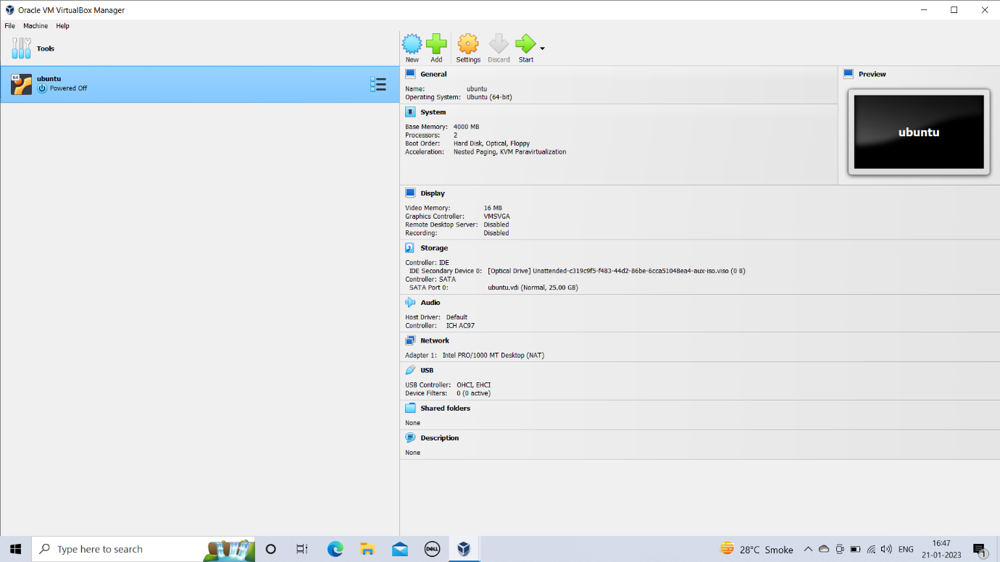 Oracle VM VirtualBox Manager
File Machine Help
Tools
New Add Settings Discard Start
64
ubuntu
Powered Off
General
Name: ubuntu
Operating System: Ubuntu (64-bit)
Preview
ubuntu
System
Base Memory: 4000 MB
Processors: 2
Boot Order: Hard Disk, Optical, Floppy
Acceleration: Nested Paging, KVM Paravirtualization
Display
Video Memory: 16 MB
Graphics Controller: VMSVGA
Remote Desktop Server: Disabled
Recording: Disabled
Storage
Controller: IDE
IDE Secondary Device 0: [Optical Drive] Unattended-c319c9f5-f483-44d2-86be-6cca51048ea4-aux-iso.viso (0 B)
Controller: SATA
SATA Port 0: ubuntu.vdi (Normal, 25.00 GB)
Audio
Host Driver: Default
Controller: ICH AC97
Network
Adapter 1: Intel PRO/1000 MT Desktop (NAT)
USB
USB Controller: OHCI, EHCI
Device Filters: 0 (0 active)
Shared folders
None
Description
None
Type here to search
DELL
28°C Smoke
ENG
16:47
21-01-2023
1